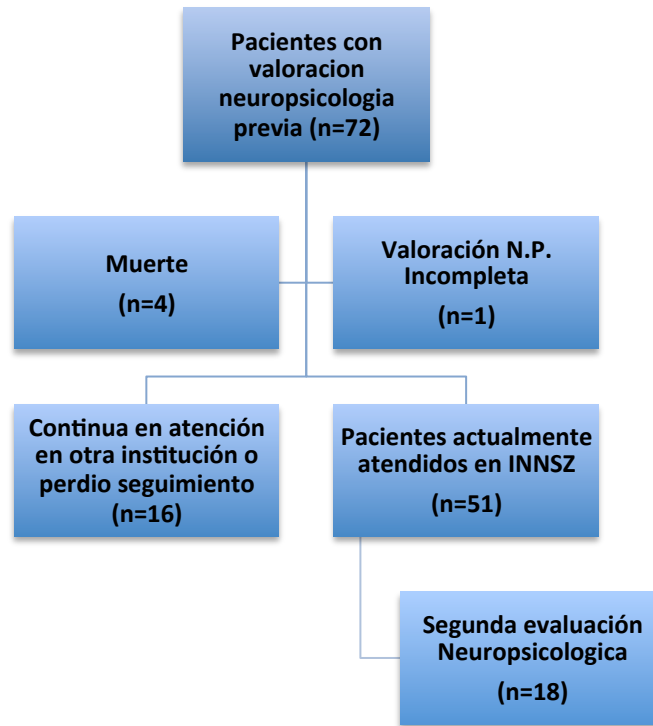 Pacientes con
valoracion
neuropsicologia
previa (n=72)
Muerte
(n=4)
Valoración N.P.
Incompleta
(n=1)
Continua en atención
en otra institución o
perdio seguimiento
(n=16)
Pacientes actualmente
atendidos en INNSZ
(n=51)
Segunda evaluación
Neuropsicologica
(n=18)